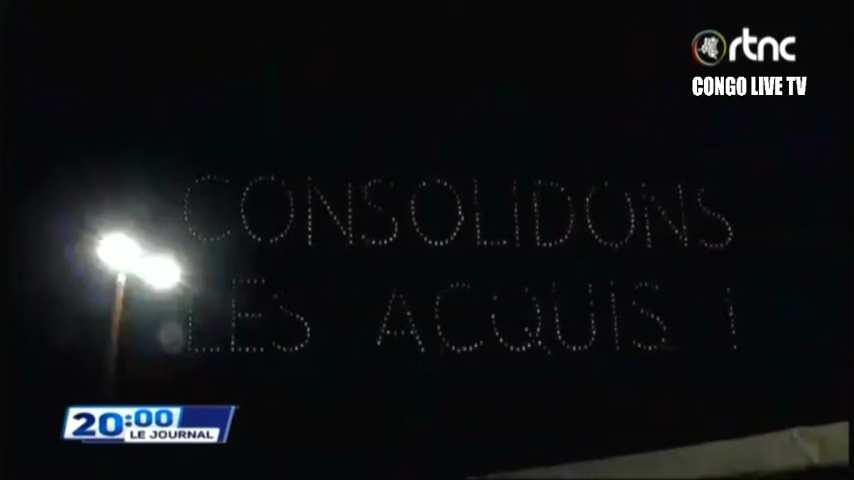 rtnc
CONGO LIVE TV
CONSOLIDONS
LES ACQUIS !
20:00
LE JOURNAL